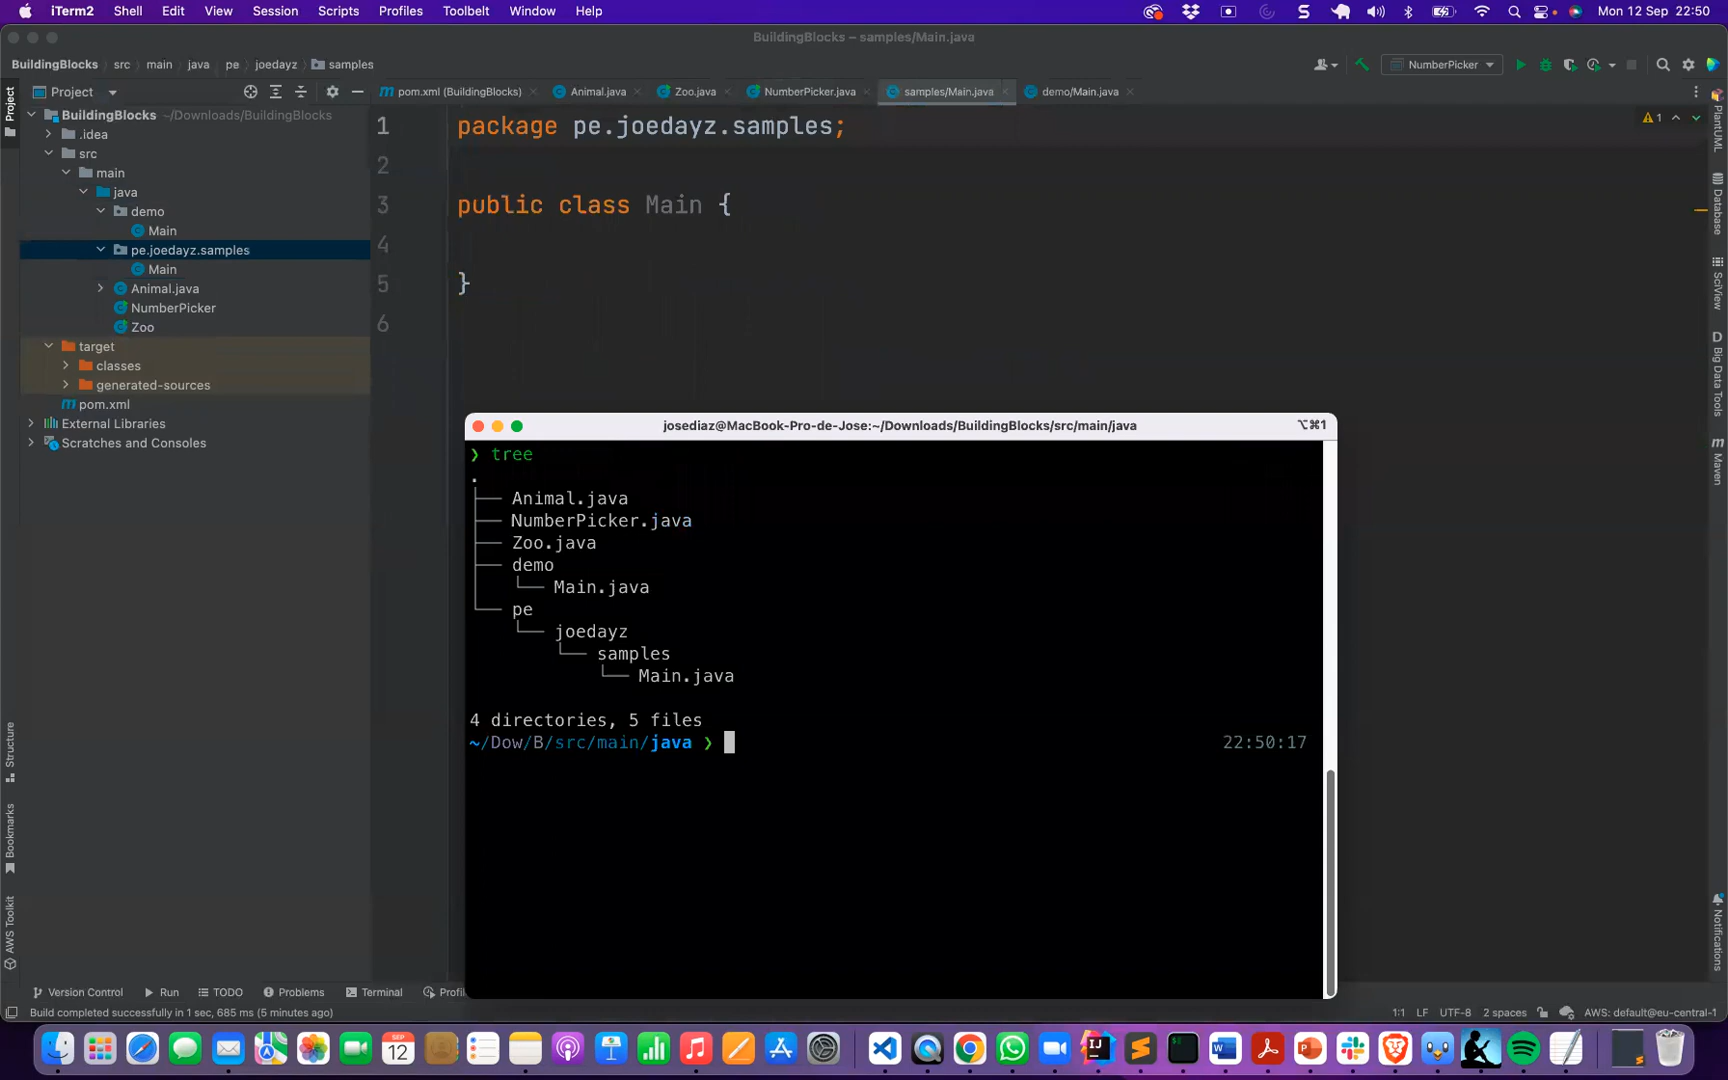 iTerm2 Shell Edit View Session Scripts Profiles Toolbelt Window Help Mon 12 Sep 22:50
BuildingBlocks – samples/Main.java
BuildingBlocks src main java pe joedayz samples NumberPicker
Project
pom.xml (BuildingBlocks) Animal.java Zoo.java NumberPicker.java samples/Main.java demo/Main.java
BuildingBlocks ~/Downloads/BuildingBlocks
.idea
src
main
java
demo
Main
pe.joedayz.samples
Main
Animal.java
NumberPicker
Zoo
target
classes
generated-sources
pom.xml
External Libraries
Scratches and Consoles
1 package pe.joedayz.samples;
2
3 public class Main {
4
5 }
6
1
josediaz@MacBook-Pro-de-Jose:~/Downloads/BuildingBlocks/src/main/java ⌥⌘1
❯ tree
.
├── Animal.java
├── NumberPicker.java
├── Zoo.java
├── demo
│   └── Main.java
└── pe
    └── joedayz
        └── samples
            └── Main.java
4 directories, 5 files
~/Dow/B/src/main/java ❯ 22:50:17
Project
Structure
Bookmarks
AWS Toolkit
PlantUML
Database
SciView
Big Data Tools
Maven
Notifications
Version Control Run TODO Problems Terminal Profil
Build completed successfully in 1 sec, 685 ms (5 minutes ago) 1:1 LF UTF-8 2 spaces AWS: default@eu-central-1
SEP
12